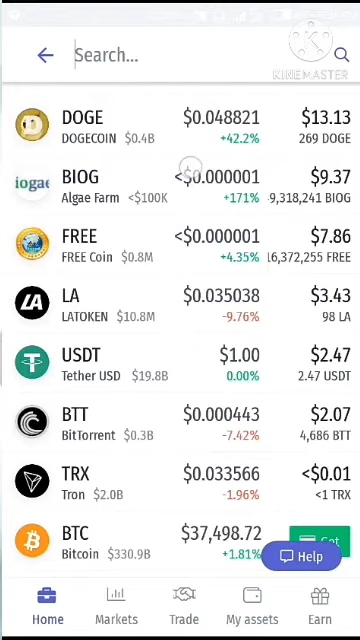 KINEMASTER
Search...
DOGE $0.048821 $13.13
DOGECOIN $0.4B +42.2% 269 DOGE
BIOG <$0.000001 $9.37
Algae Farm <$100K +171% 9,318,241 BIOG
FREE <$0.000001 $7.86
FREE Coin $0.8M +4.35% 16,372,255 FREE
LA $0.035038 $3.43
LATOKEN $10.8M -9.76% 98 LA
USDT $1.00 $2.47
Tether USD $19.8B 0.00% 2.47 USDT
BTT $0.000443 $2.07
BitTorrent $0.3B -7.42% 4,686 BTT
TRX $0.033566 <$0.01
Tron $2.0B -1.96% <1 TRX
BTC $37,498.72
Bitcoin $330.9B +1.81%
Help
Home Markets Trade My assets Earn